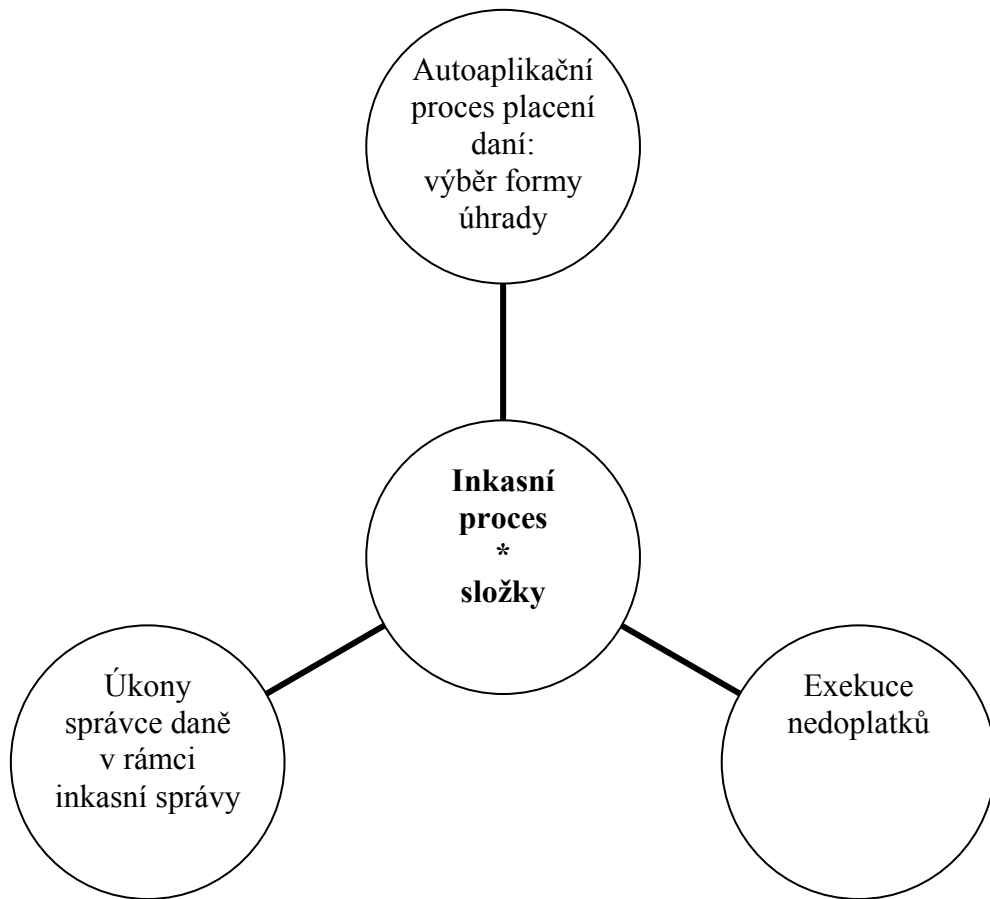 Autoaplikační
proces placení
daní:
výběr formy
úhrady
Inkasní
proces
*
složky
Úkony
správce daně
v rámci
inkasní správy
Exekuce
nedoplatků